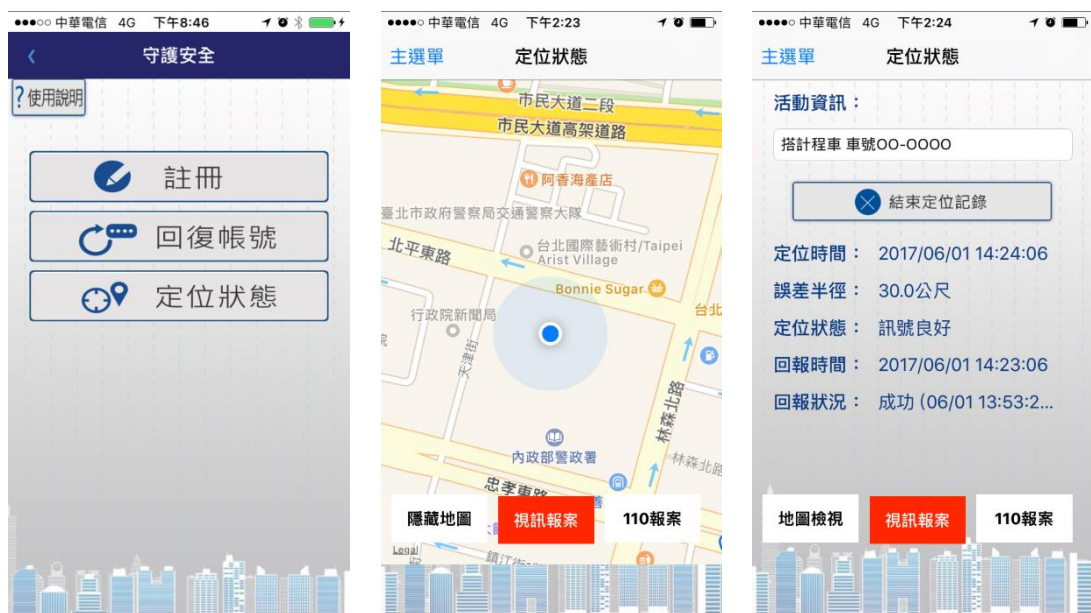 中華電信 4G 下午8:46
守護安全
?使用說明
註冊
回復帳號
定位狀態
中華電信 4G 下午2:23
主選單 定位狀態
市民大道二段
市民大道高架道路
阿香海產店
臺北市政府警察局交通警察大隊
北平東路
台北國際藝術村/Taipei
Arist Village
Bonnie Sugar
台北
行政院新聞局
天津街
林森北路
內政部警政署
林森北路
忠孝東路
隱藏地圖 視訊報案 110報案
Legal
鎮江街
中華電信 4G 下午2:24
主選單 定位狀態
活動資訊：
搭計程車 車號OO-OOOO
結束定位記錄
定位時間： 2017/06/01 14:24:06
誤差半徑： 30.0公尺
定位狀態： 訊號良好
回報時間： 2017/06/01 14:23:06
回報狀況： 成功 (06/01 13:53:2...
地圖檢視 視訊報案 110報案